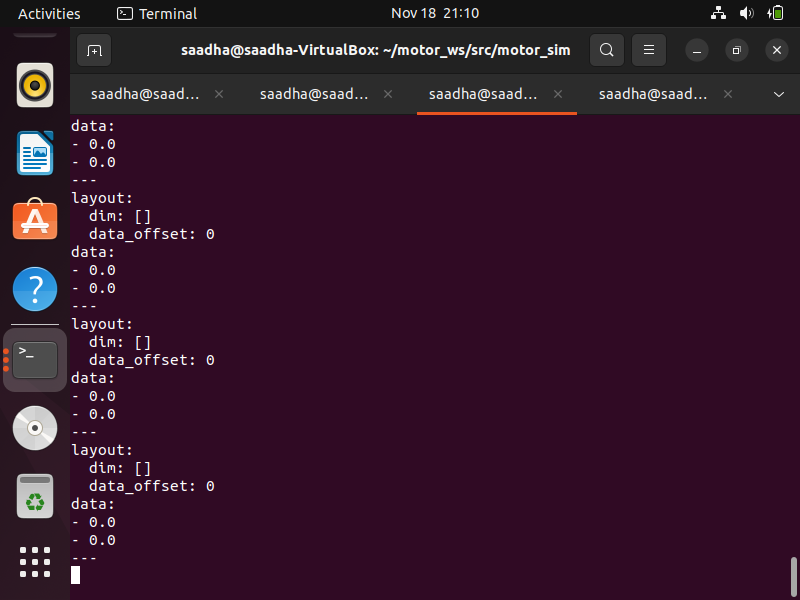 Activities
Terminal
Nov 18 21:10
saadha@saadha-VirtualBox: ~/motor_ws/src/motor_sim
saadha@saad...
saadha@saad...
saadha@saad...
saadha@saad...
data:
- 0.0
- 0.0
---
layout:
  dim: []
  data_offset: 0
data:
- 0.0
- 0.0
---
layout:
  dim: []
  data_offset: 0
data:
- 0.0
- 0.0
---
layout:
  dim: []
  data_offset: 0
data:
- 0.0
- 0.0
---